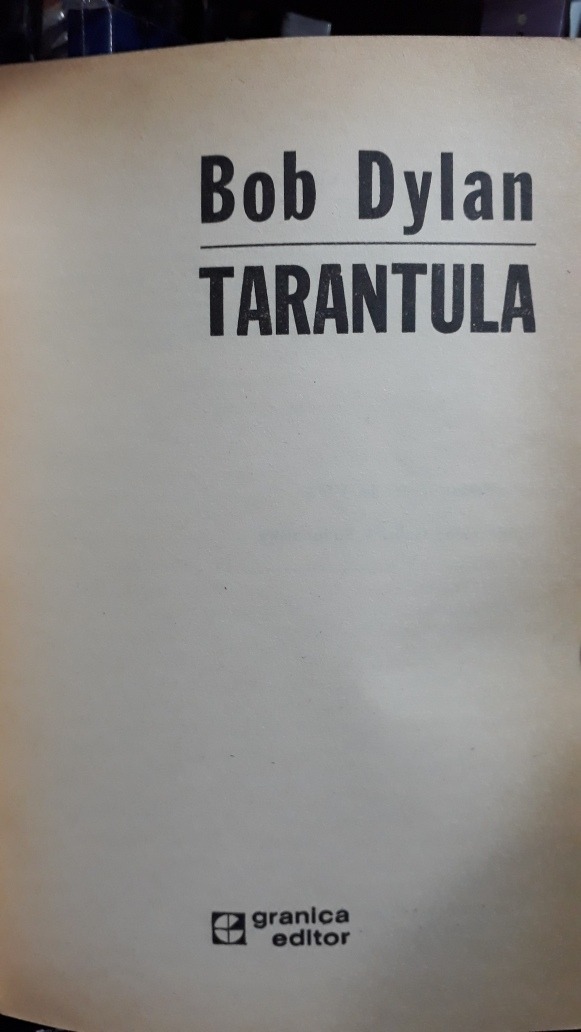 Bob Dylan
TARANTULA
granica
editor